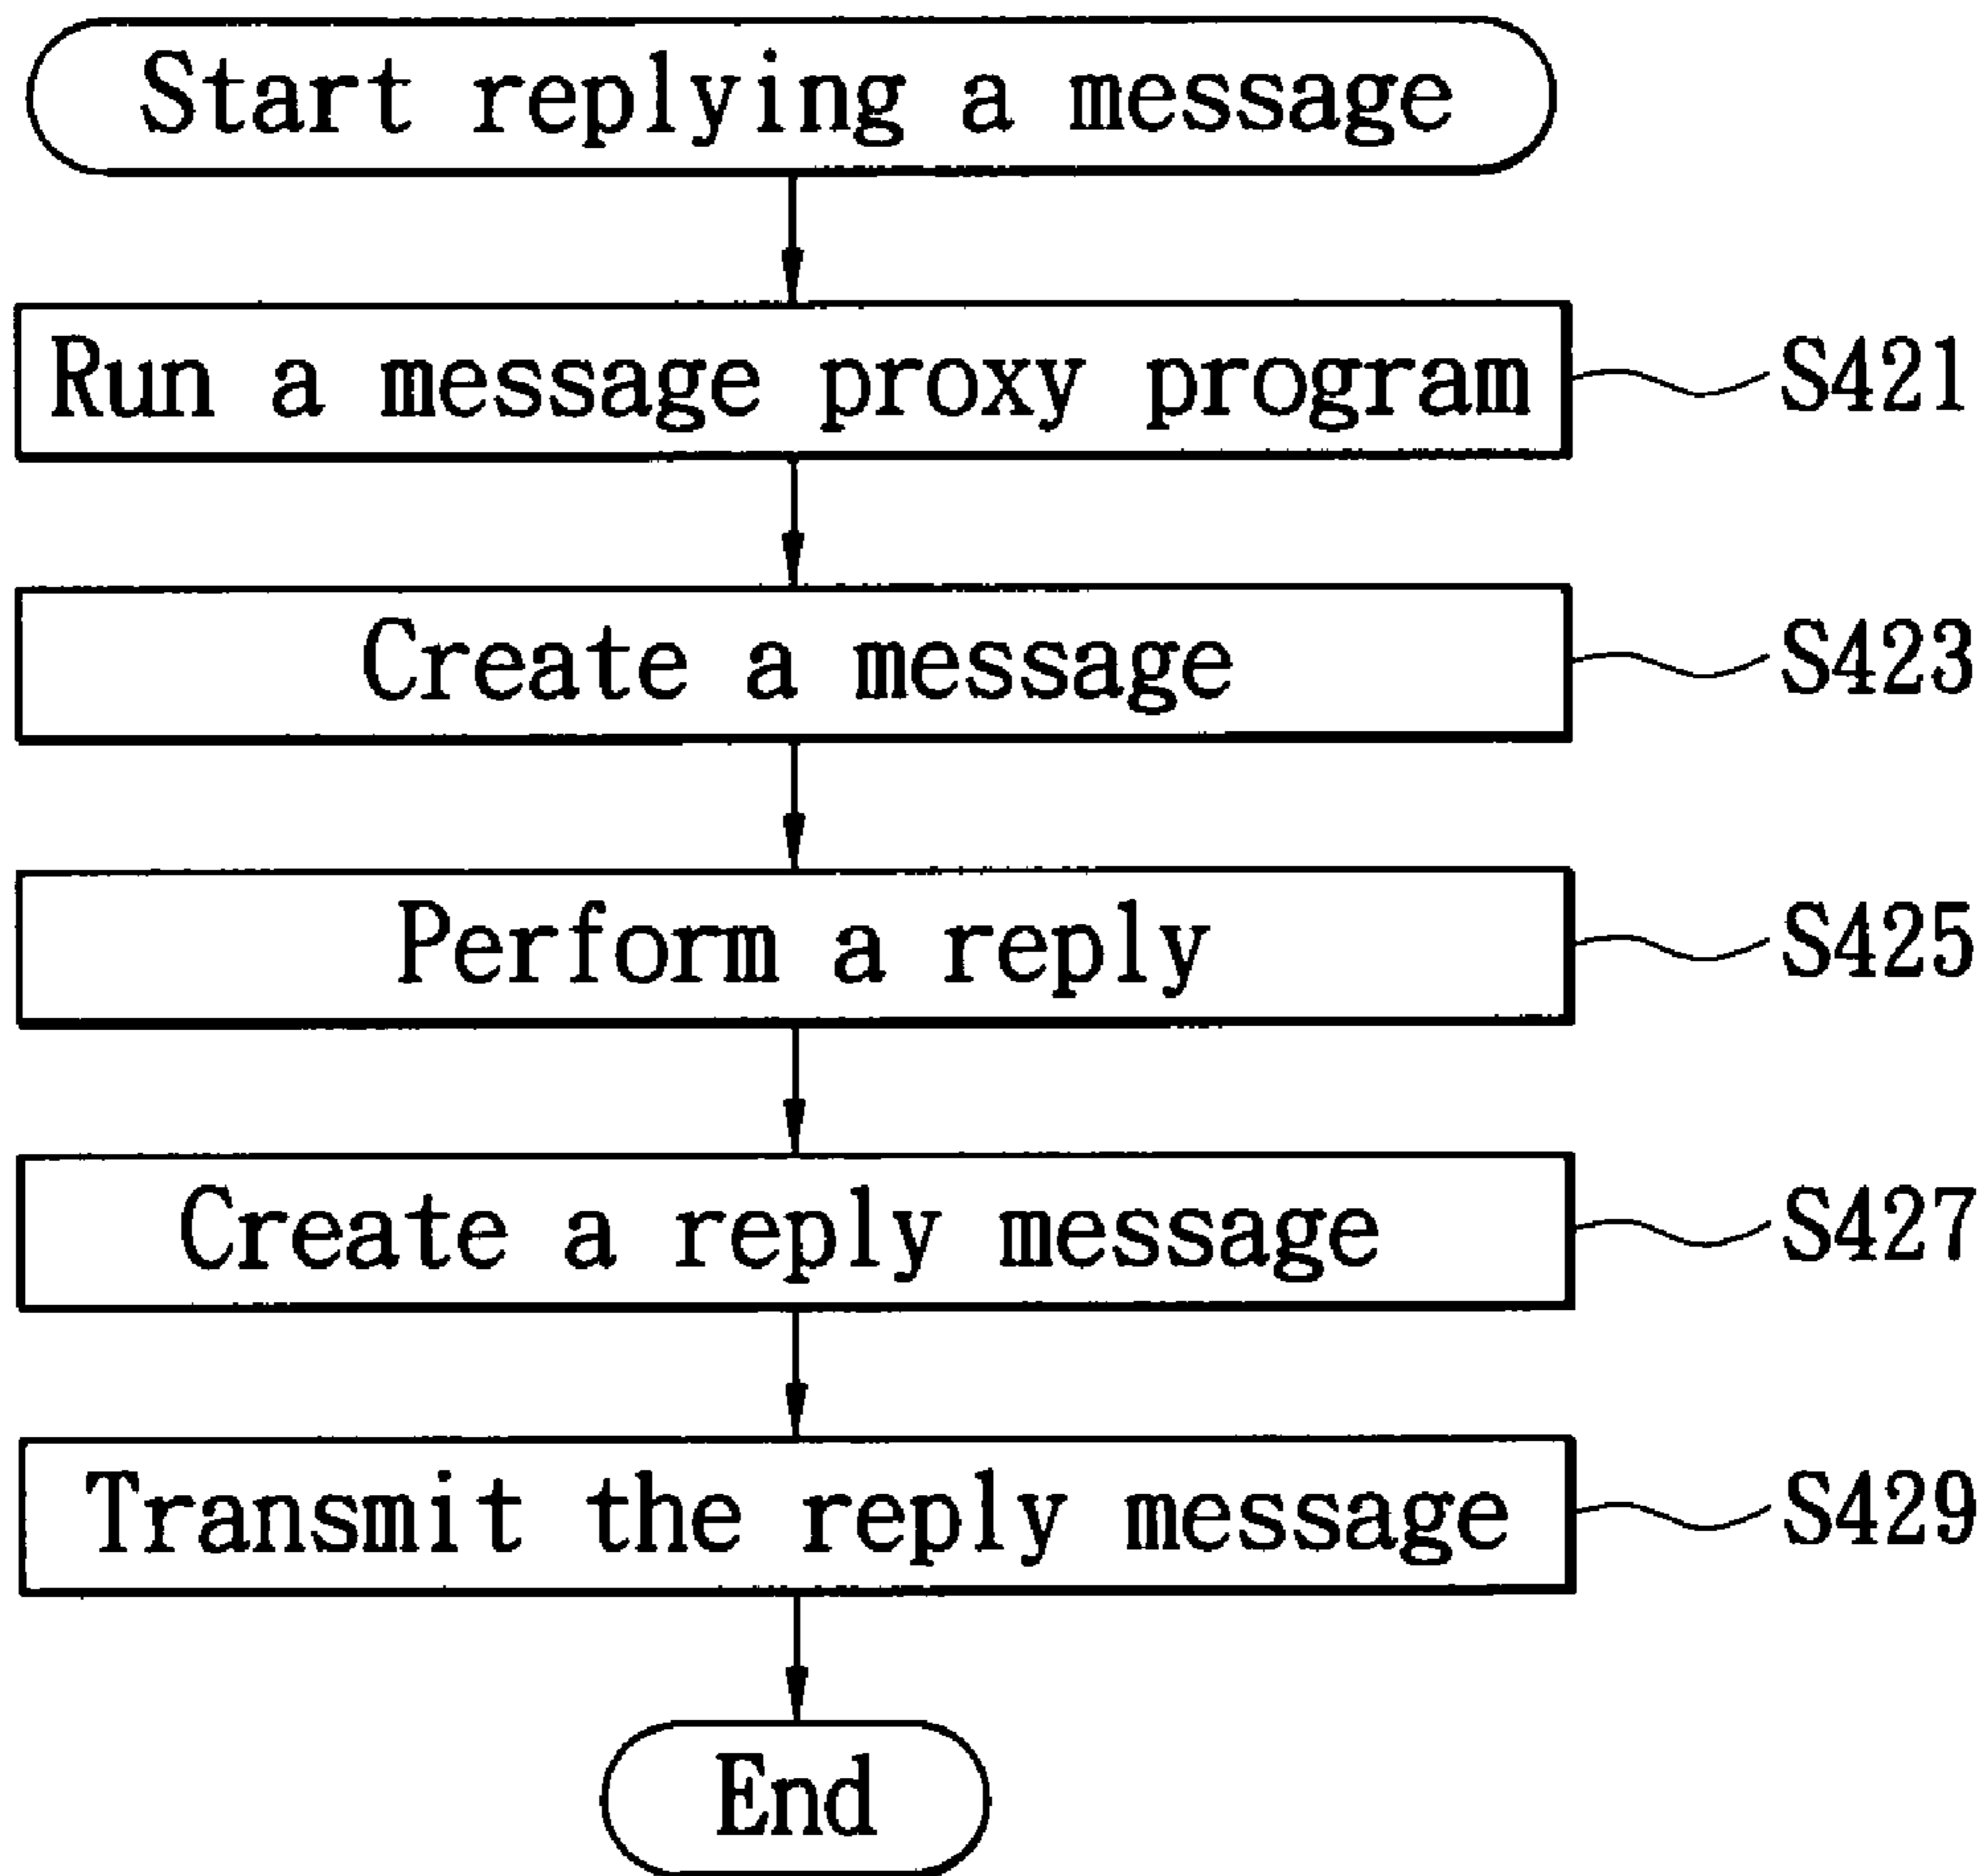 Start replying a message
Run a message proxy program
S421
Create a message
S423
Perform a reply
S425
Create a reply message
S427
Transmit the reply message
S429
End